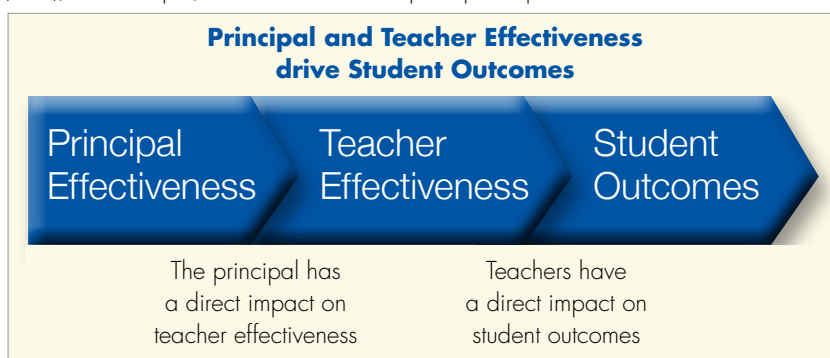 Principal and Teacher Effectiveness
drive Student Outcomes
Principal
Effectiveness
Teacher
Effectiveness
Student
Outcomes
The principal has
a direct impact on
teacher effectiveness
Teachers have
a direct impact on
student outcomes